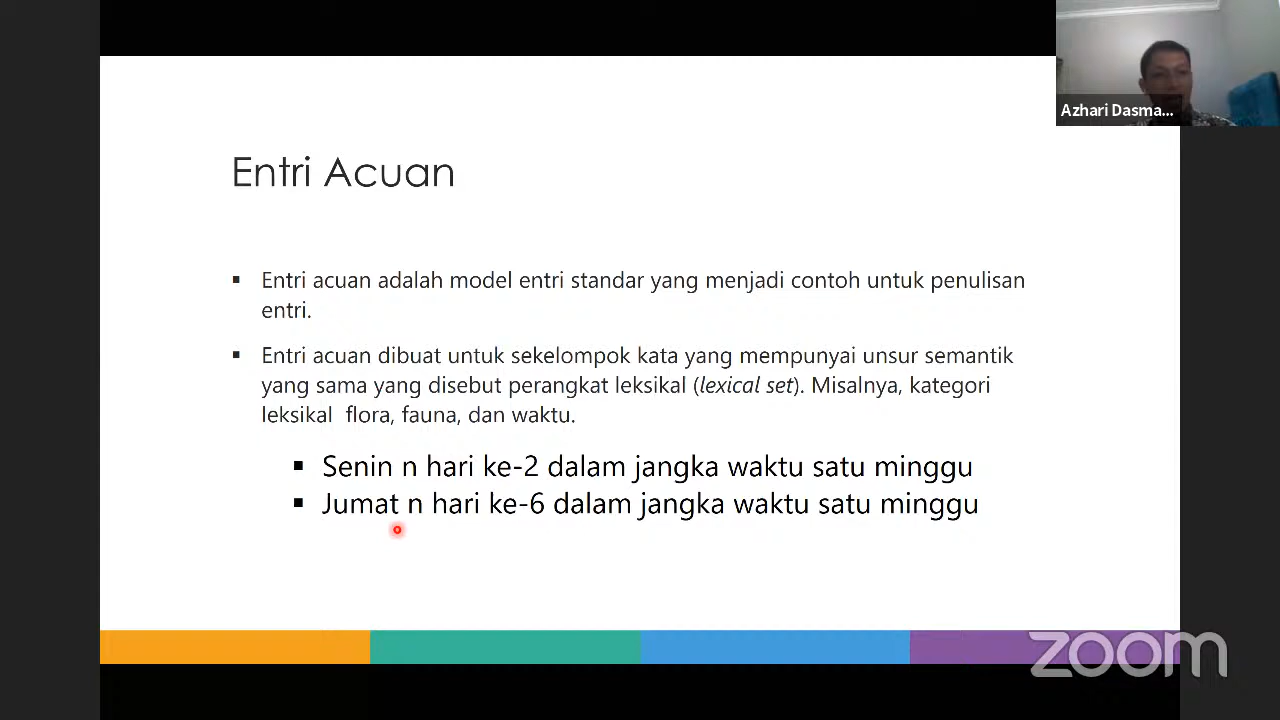 Azhari Dasma...
Entri Acuan
▪ Entri acuan adalah model entri standar yang menjadi contoh untuk penulisan
entri.
▪ Entri acuan dibuat untuk sekelompok kata yang mempunyai unsur semantik
yang sama yang disebut perangkat leksikal (lexical set). Misalnya, kategori
leksikal flora, fauna, dan waktu.
▪ Senin n hari ke-2 dalam jangka waktu satu minggu
▪ Jumat n hari ke-6 dalam jangka waktu satu minggu
zoom